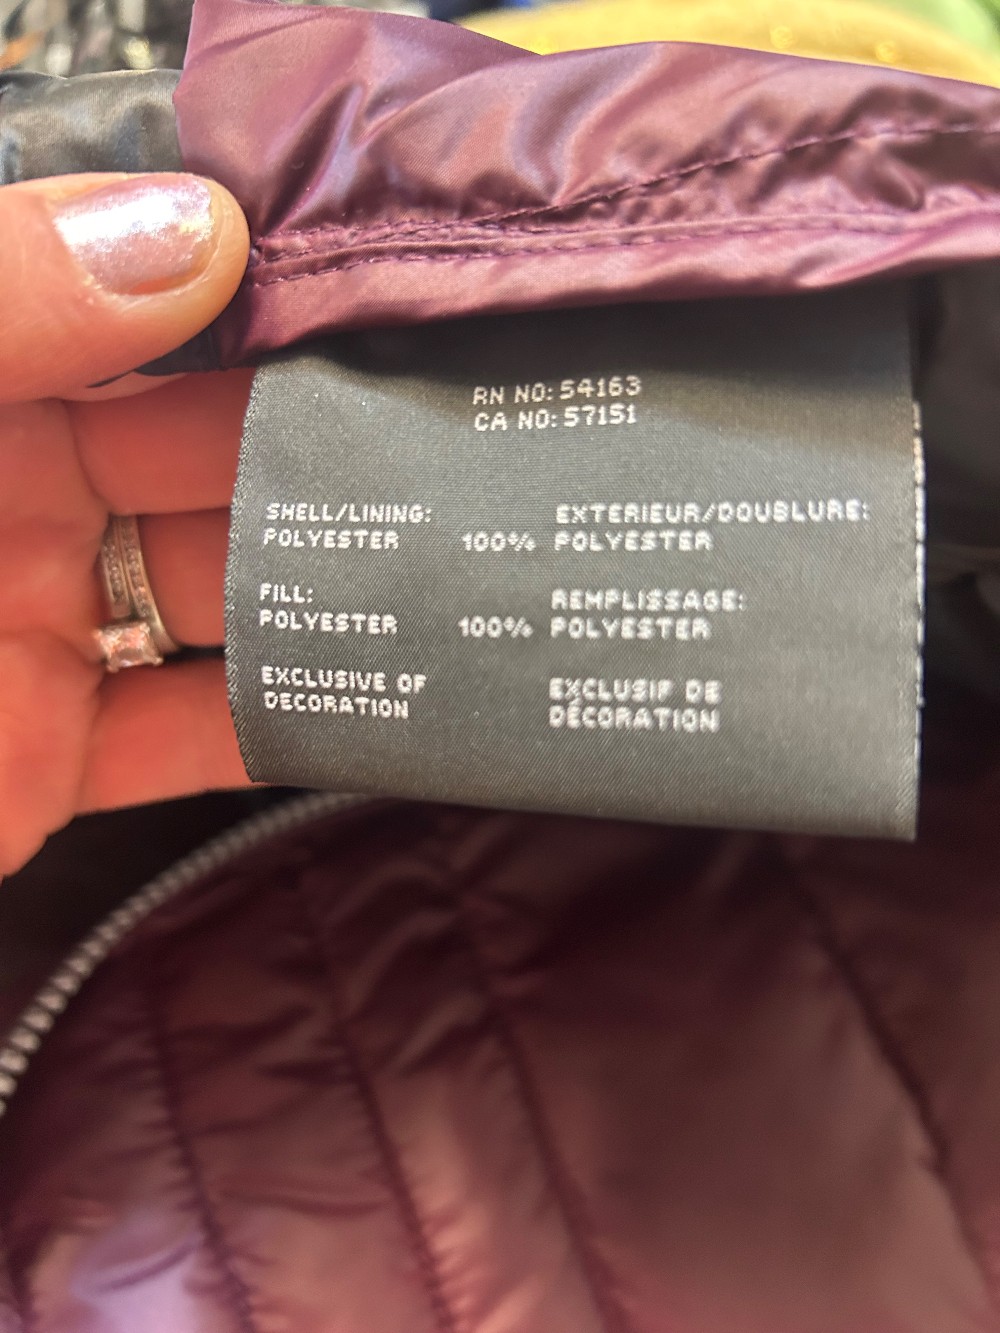 RN NO: 54163
CA NO: 57151
SHELL/LINING: EXTERIEUR/DOUBLURE:
POLYESTER 100% POLYESTER
FILL: REMPLISSAGE:
POLYESTER 100% POLYESTER
EXCLUSIVE OF EXCLUSIF DE
DECORATION DÉCORATION